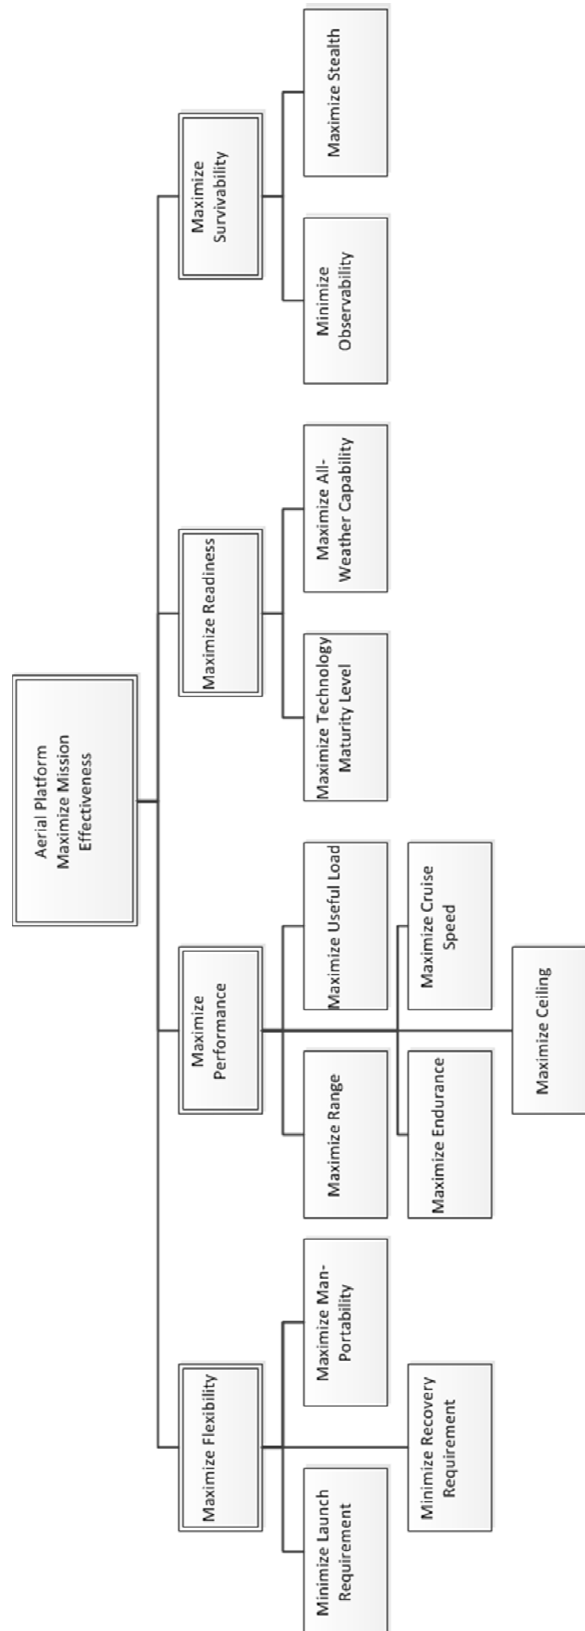 Aerial Platform
Maximize Mission
Effectiveness
Maximize Flexibility
Maximize
Performance
Maximize Readiness
Maximize
Survivability
Minimize Launch
Requirement
Maximize Man-
Portability
Minimize Recovery
Requirement
Maximize Range
Maximize Useful Load
Maximize Endurance
Maximize Cruise
Speed
Maximize Ceiling
Maximize Technology
Maturity Level
Maximize All-
Weather Capability
Minimize
Observability
Maximize Stealth